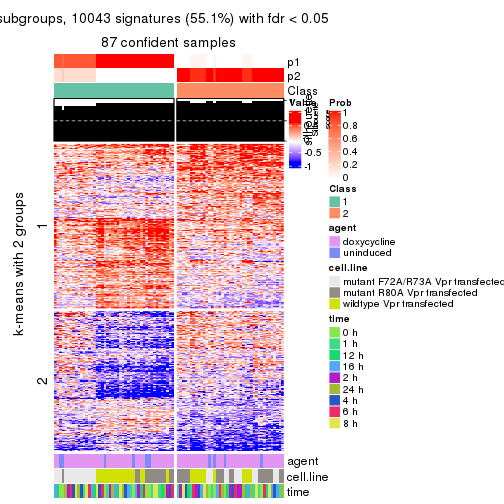 subgroups, 10043 signatures (55.1%) with fdr < 0.05
87 confident samples
p1
p2
Class
Value
1
-0.5
-1
Prob
1
0.8
0.6
0.4
0.2
0
Class
1
2
agent
doxycycline
uninduced
cell.line
mutant F72A/R73A Vpr transfected
mutant R80A Vpr transfected
wildtype Vpr transfected
time
0 h
1 h
12 h
16 h
2 h
24 h
4 h
6 h
8 h
k-means with 2 groups
1
2
agent
cell.line
time